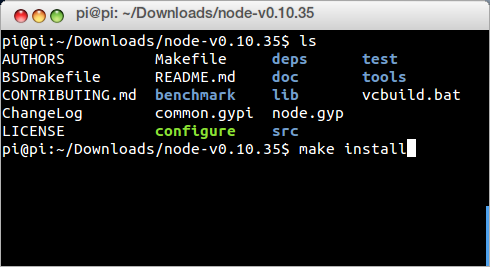 pi@pi: ~/Downloads/node-v0.10.35
pi@pi:~/Downloads/node-v0.10.35$ ls
AUTHORS Makefile deps test
BSDmakefile README.md doc tools
CONTRIBUTING.md benchmark lib vcbuild.bat
ChangeLog common.gypi node.gyp
LICENSE configure src
pi@pi:~/Downloads/node-v0.10.35$ make install